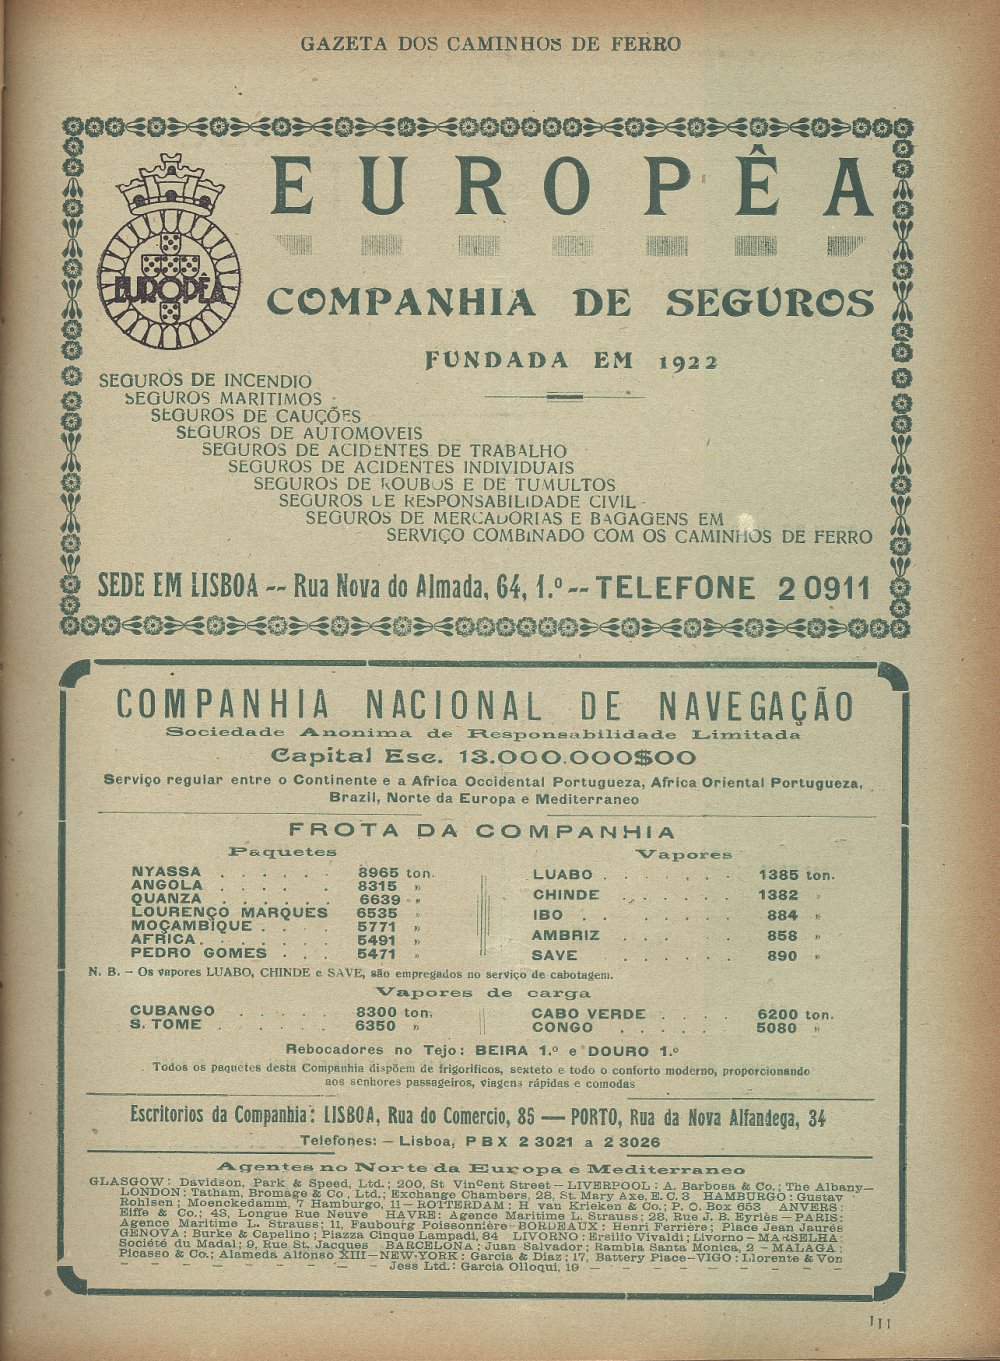 GAZETA DOS CAMINHOS DE FERRO
EUROPÊA
EUROPÊA
COMPANHIA DE SEGUROS
FUNDADA EM 1922
SEGUROS DE INCENDIO
SEGUROS MARITIMOS
SEGUROS DE CAUÇÕES
SEGUROS DE AUTOMOVEIS
SEGUROS DE ACIDENTES DE TRABALHO
SEGUROS DE ACIDENTES INDIVIDUAIS
SEGUROS DE ROUBOS E DE TUMULTOS
SEGUROS DE RESPONSABILIDADE CIVIL
SEGUROS DE MERCADORIAS E BAGAGENS EM
SERVIÇO COMBINADO COM OS CAMINHOS DE FERRO
SEDE EM LISBOA -- Rua Nova do Almada, 64, 1.º -- TELEFONE 2 0911
COMPANHIA NACIONAL DE NAVEGAÇÃO
Sociedade Anonima de Responsabilidade Limitada
Capital Esc. 13.000.000$00
Serviço regular entre o Continente e a Africa Occidental Portugueza, Africa Oriental Portugueza,
Brazil, Norte da Europa e Mediterraneo
FROTA DA COMPANHIA
Paquetes
NYASSA . . . . . . 8965 ton.
ANGOLA . . . . . 8315 »
QUANZA . . . . . . 6639 »
LOURENÇO MARQUES 6535 »
MOÇAMBIQUE . . . . 5771 »
AFRICA . . . . . . . 5491 »
PEDRO GOMES . . . 5471 »
Vapores
LUABO . . . . . . 1385 ton.
CHINDE . . . . . . 1382 »
IBO . . . . . . . 884 »
AMBRIZ . . . . . 858 »
SAVE . . . . . . 890 »
N. B. – Os vapores LUABO, CHINDE e SAVE, são empregados no serviço de cabotagem.
Vapores de carga
CUBANGO . . . . . 8300 ton.
S. TOME . . . . . . 6350 »
CABO VERDE . . . . 6200 ton.
CONGO . . . . . 5080 »
Rebocadores no Tejo: BEIRA 1.º e DOURO 1.º
Todos os paquetes desta Companhia dispõem de frigorificos, sexteto e todo o conforto moderno, proporcionando
aos senhores passageiros, viagens rápidas e comodas
Escritorios da Companhia: LISBOA, Rua do Comercio, 85 — PORTO, Rua da Nova Alfandega, 34
Telefones: – Lisboa, P B X 2 3021 a 2 3026
Agentes no Norte da Europa e Mediterraneo
GLASGOW: Davidson, Park & Speed, Ltd.; 200, St Vincent Street – LIVERPOOL: A. Barbosa & Co.; The Albany–
LONDON: Tatham, Bromage & Co, Ltd.; Exchange Chambers, 28, St. Mary Axe, E. C. 3 HAMBURGO: Gustav
Rohlsen; Moenckedamm, 7 Hamburgo, 11 – ROTTERDAM: H van Krieken & Co.; P. O. Box 653 ANVERS:
Eiffe & Co.; 43, Longue Rue Neuve HAVRE: Agence Maritime L. Strauss; 28, Rue J. B. Eyriès – PARIS:
Agence Maritime L. Strauss; 11, Faubourg Poissonnière – BORDEAUX: Henri Ferrière; Place Jean Jaurés
GENOVA: Burke & Capelino; Piazza Cinque Lampadi, 84 LIVORNO: Ersilio Vivaldi; Livorno – MARSELHA:
Société du Madal; 9, Rue St. Jacques BARCELONA; Juan Salvador; Rambla Santa Monica, 2 – MALAGA:
Picasso & Co.; Alameda Alfonso XIII – NEW-YORK: Garcia & Diaz; 17, Battery Place – VIGO: Llorente & Von
Jess Ltd.: Garcia Olloqui, 19
III